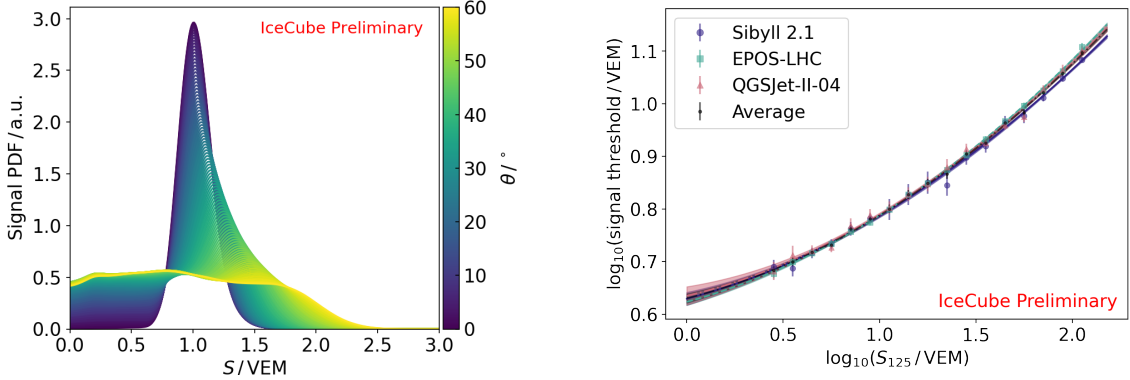 IceCube Preliminary
Signal PDF / a.u.
3.0
2.5
2.0
1.5
1.0
0.5
0.0
0.0 0.5 1.0 1.5 2.0 2.5 3.0
S / VEM
60
50
40
30
20
10
0
θ / °
Sibyll 2.1
EPOS-LHC
QGSJet-II-04
Average
log₁₀(signal threshold / VEM)
1.1
1.0
0.9
0.8
0.7
0.6
IceCube Preliminary
0.0 0.5 1.0 1.5 2.0
log₁₀(S₁₂₅ / VEM)